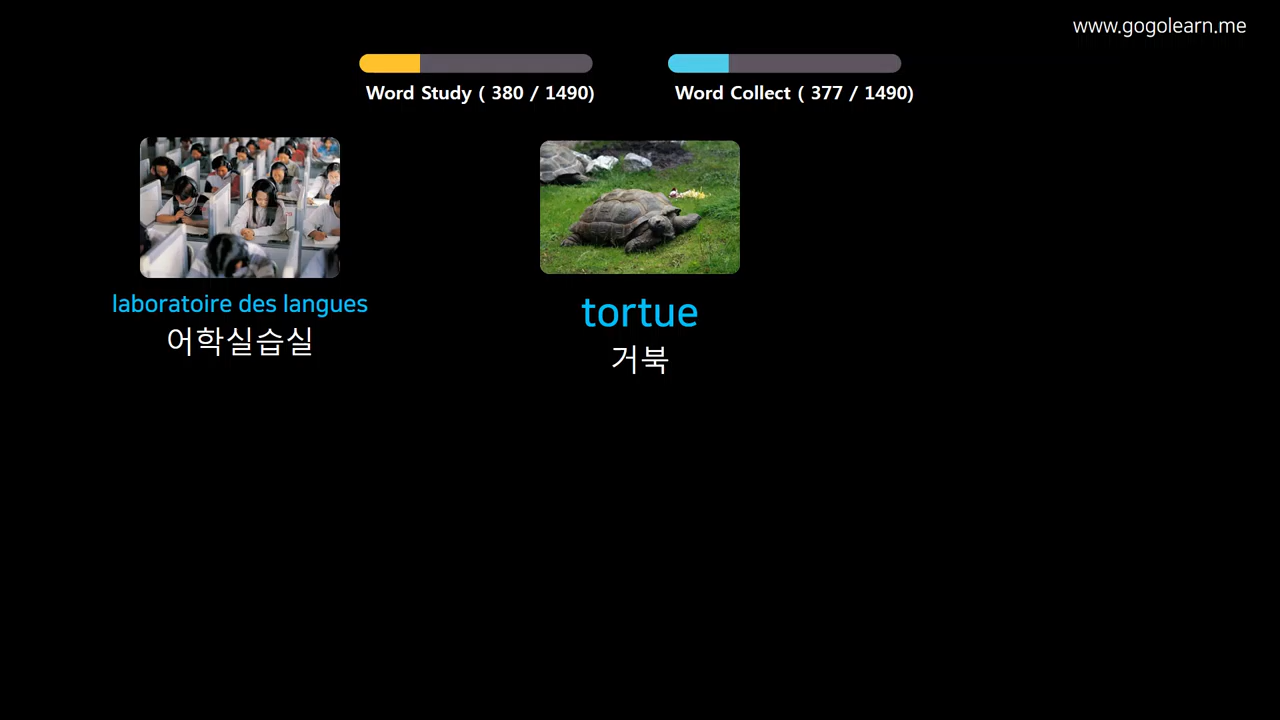 www.gogolearn.me
Word Study ( 380 / 1490)
Word Collect ( 377 / 1490)
laboratoire des langues
어학실습실
tortue
거북